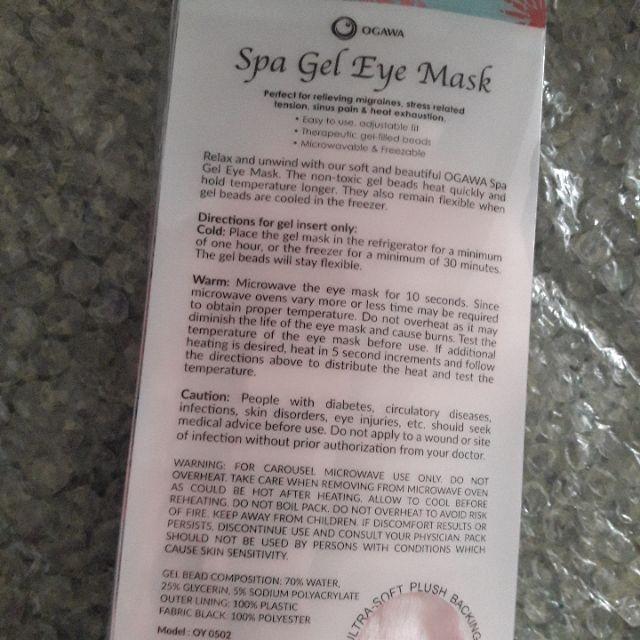 OGAWA
Spa Gel Eye Mask
Perfect for relieving migraines, stress related
tension, sinus pain & heat exhaustion.
• Easy to use, adjustable fit
• Therapeutic gel-filled beads
• Microwavable & Freezable
Relax and unwind with our soft and beautiful OGAWA Spa
Gel Eye Mask. The non-toxic gel beads heat quickly and
hold temperature longer. They also remain flexible when
gel beads are cooled in the freezer.
Directions for gel insert only:
Cold: Place the gel mask in the refrigerator for a minimum
of one hour, or the freezer for a minimum of 30 minutes.
The gel beads will stay flexible.
Warm: Microwave the eye mask for 10 seconds. Since
microwave ovens vary more or less time may be required
to obtain proper temperature. Do not overheat as it may
diminish the life of the eye mask and cause burns. Test the
temperature of the eye mask before use. If additional
heating is desired, heat in 5 second increments and follow
the directions above to distribute the heat and test the
temperature.
Caution: People with diabetes, circulatory diseases,
infections, skin disorders, eye injuries, etc. should seek
medical advice before use. Do not apply to a wound or site
of infection without prior authorization from your doctor.
WARNING: FOR CAROUSEL MICROWAVE USE ONLY. DO NOT
OVERHEAT. TAKE CARE WHEN REMOVING FROM MICROWAVE OVEN
AS COULD BE HOT AFTER HEATING. ALLOW TO COOL BEFORE
REHEATING. DO NOT BOIL PACK. DO NOT OVERHEAT TO AVOID RISK
OF FIRE. KEEP AWAY FROM CHILDREN. IF DISCOMFORT RESULTS OR
PERSISTS, DISCONTINUE USE AND CONSULT YOUR PHYSICIAN. PACK
SHOULD NOT BE USED BY PERSONS WITH CONDITIONS WHICH
CAUSE SKIN SENSITIVITY.
GEL BEAD COMPOSITION: 70% WATER,
25% GLYCERIN, 5% SODIUM POLYACRYLATE
OUTER LINING: 100% PLASTIC
FABRIC BLACK: 100% POLYESTER
Model : OY 0502
ULTRA-SOFT PLUSH BACKING